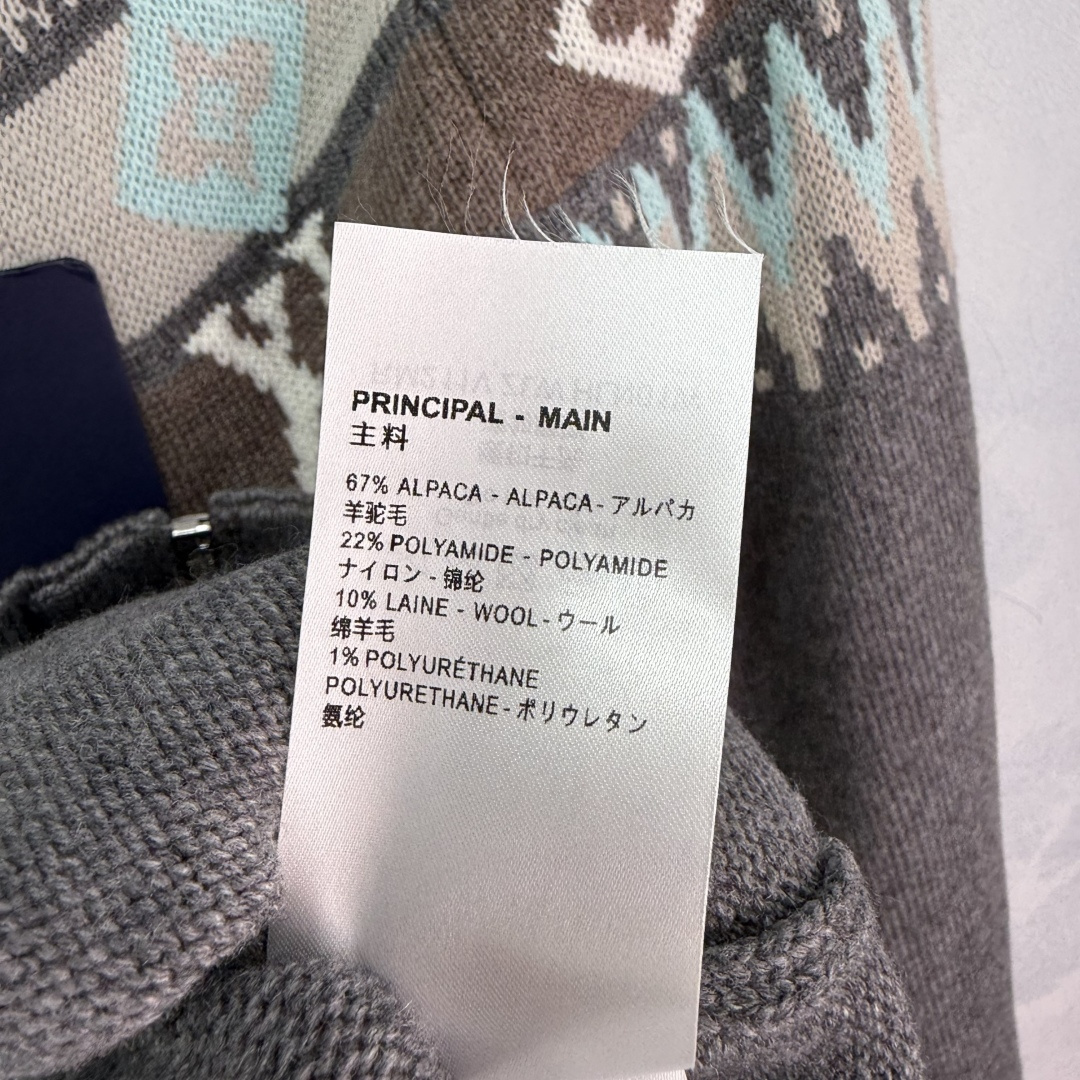 PRINCIPAL - MAIN
主料
67% ALPACA - ALPACA - アルパカ
羊驼毛
22% POLYAMIDE - POLYAMIDE
ナイロン - 锦纶
10% LAINE - WOOL - ウール
绵羊毛
1% POLYURÉTHANE
POLYURETHANE - ポリウレタン
氨纶